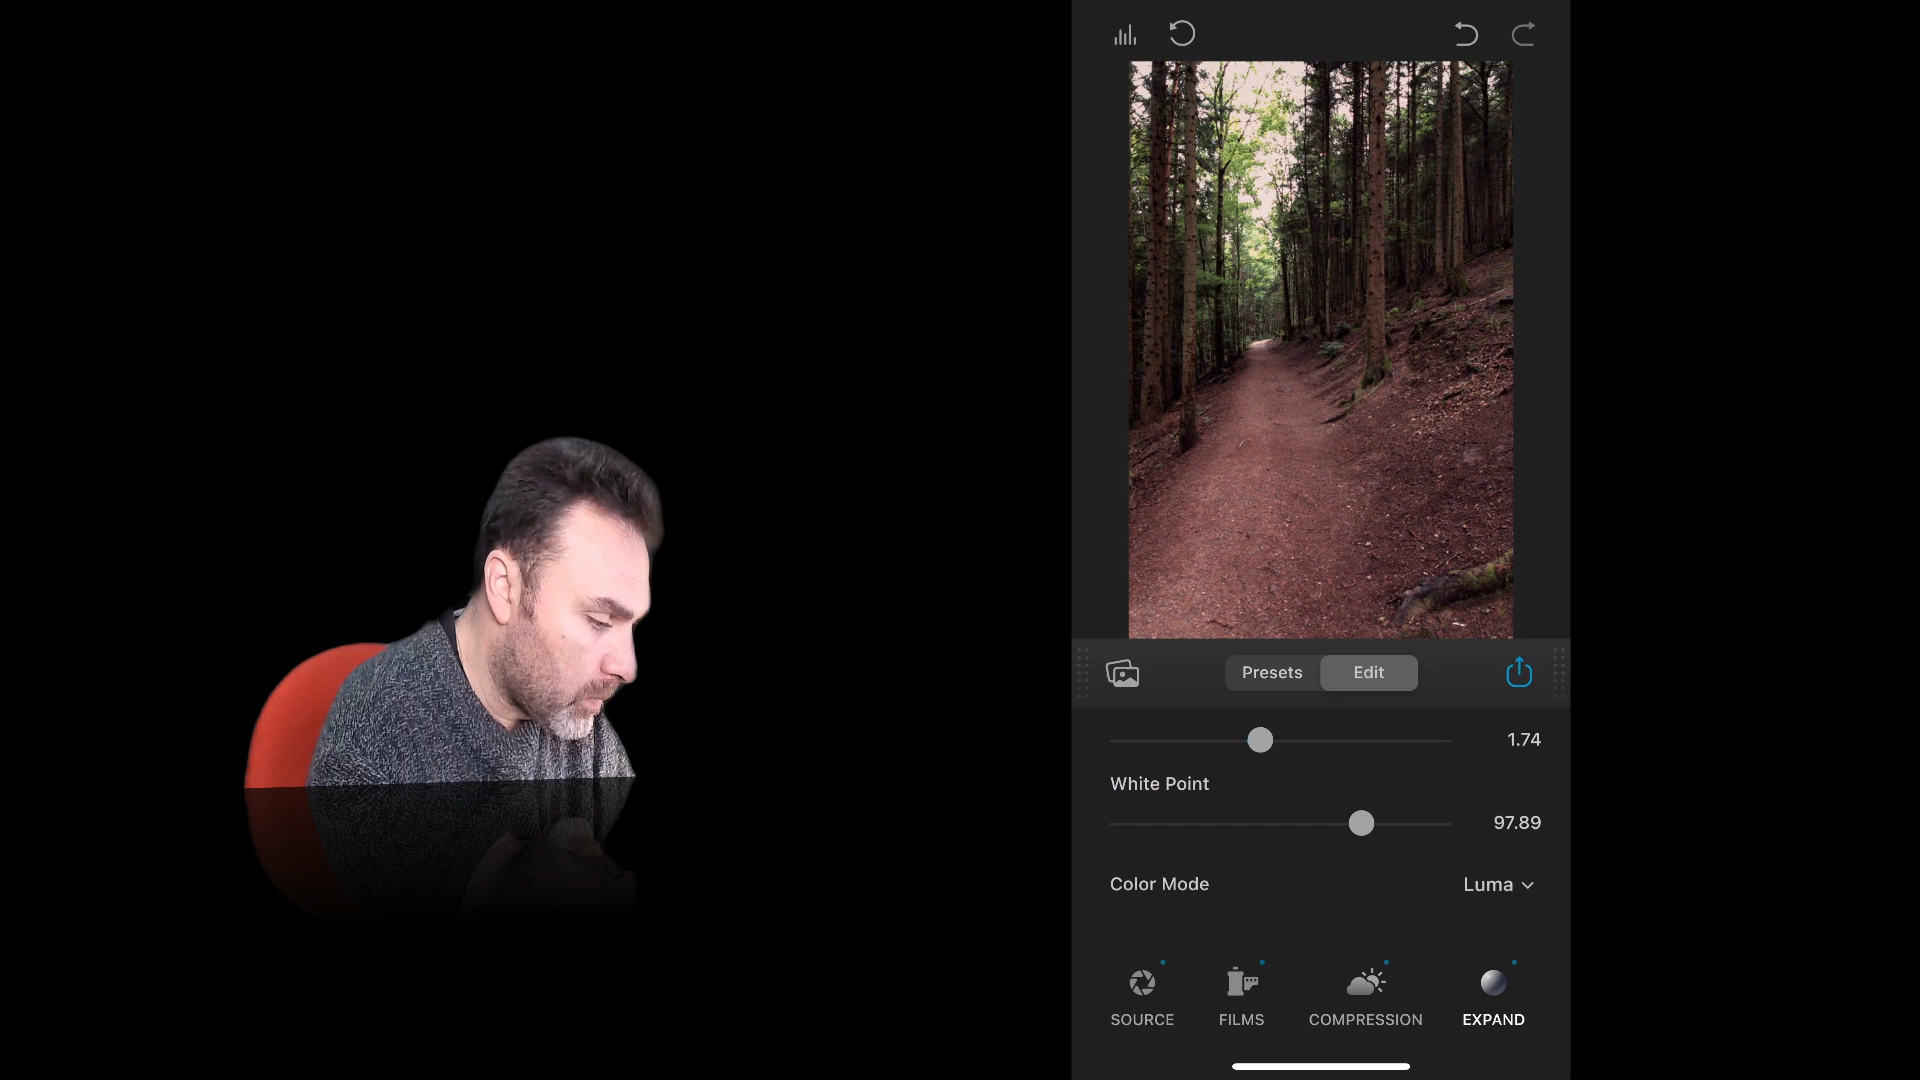 Presets Edit
1.74
White Point
97.89
Color Mode Luma
SOURCE FILMS COMPRESSION EXPAND